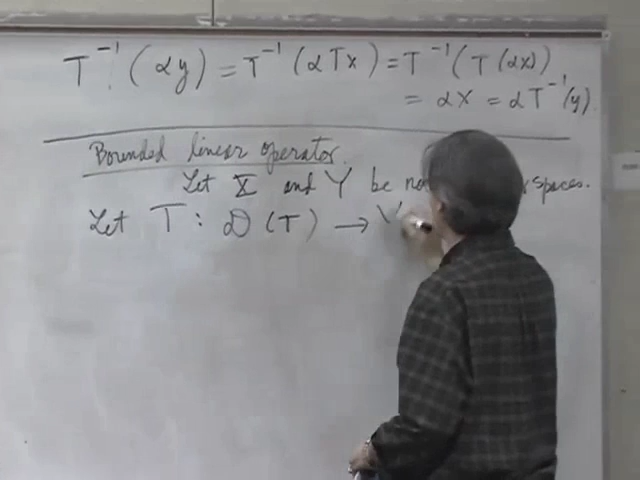 T⁻¹(αy) = T⁻¹(αTx) = T⁻¹(T(αx))
= αx = αT⁻¹(y).
Bounded linear operator.
Let X and Y be spaces.
Let T : D(T) →